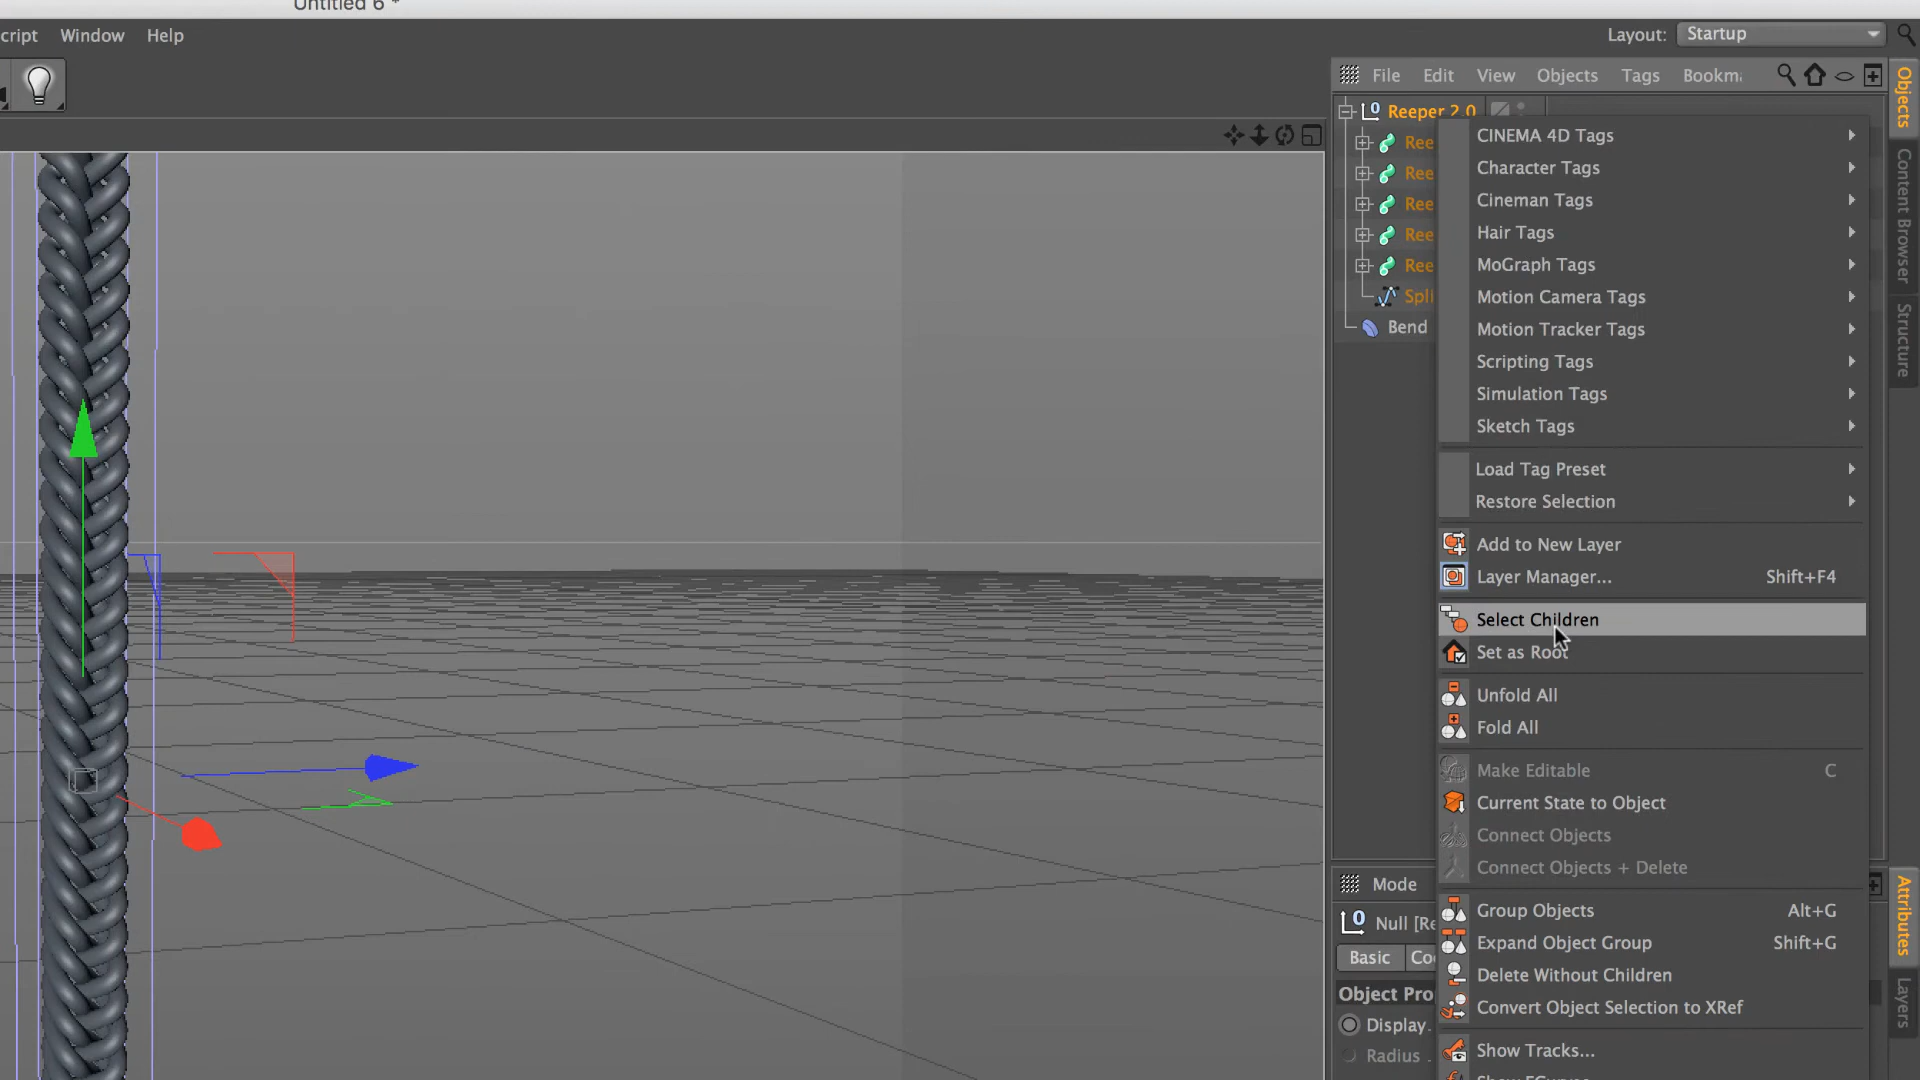 Untitled 6 *
cript Window Help
Layout: Startup
File Edit View Objects Tags Bookm
Reeper 2.0
Ree
Ree
Ree
Ree
Ree
Spli
Bend
CINEMA 4D Tags
Character Tags
Cineman Tags
Hair Tags
MoGraph Tags
Motion Camera Tags
Motion Tracker Tags
Scripting Tags
Simulation Tags
Sketch Tags
Load Tag Preset
Restore Selection
Add to New Layer
Layer Manager... Shift+F4
Select Children
Set as Root
Unfold All
Fold All
Make Editable C
Current State to Object
Connect Objects
Connect Objects + Delete
Group Objects Alt+G
Expand Object Group Shift+G
Delete Without Children
Convert Object Selection to XRef
Show Tracks...
Mode
Null [Re
Basic Coo
Object Pro
Display.
Radius .
Objects
Content Browser
Structure
Attributes
Layers